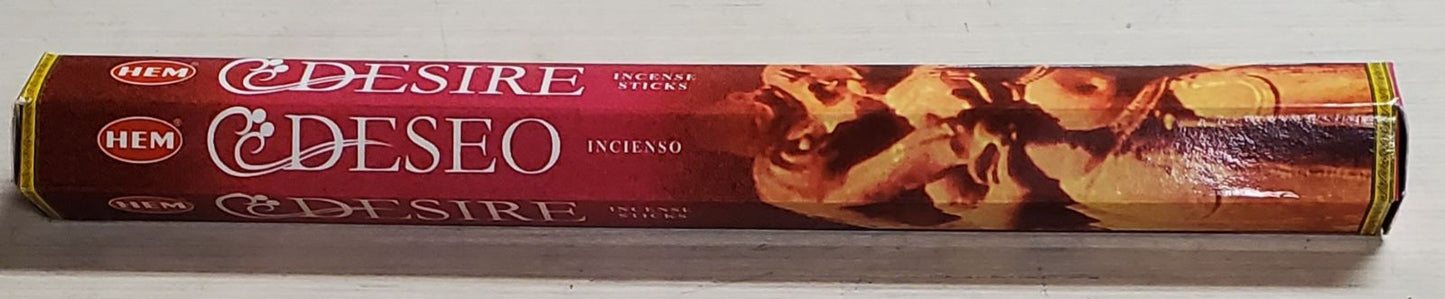 HEM DESIRE INCENSE
STICKS
HEM® DESEO INCIENSO
HEM DESIRE INCENSE
STICKS